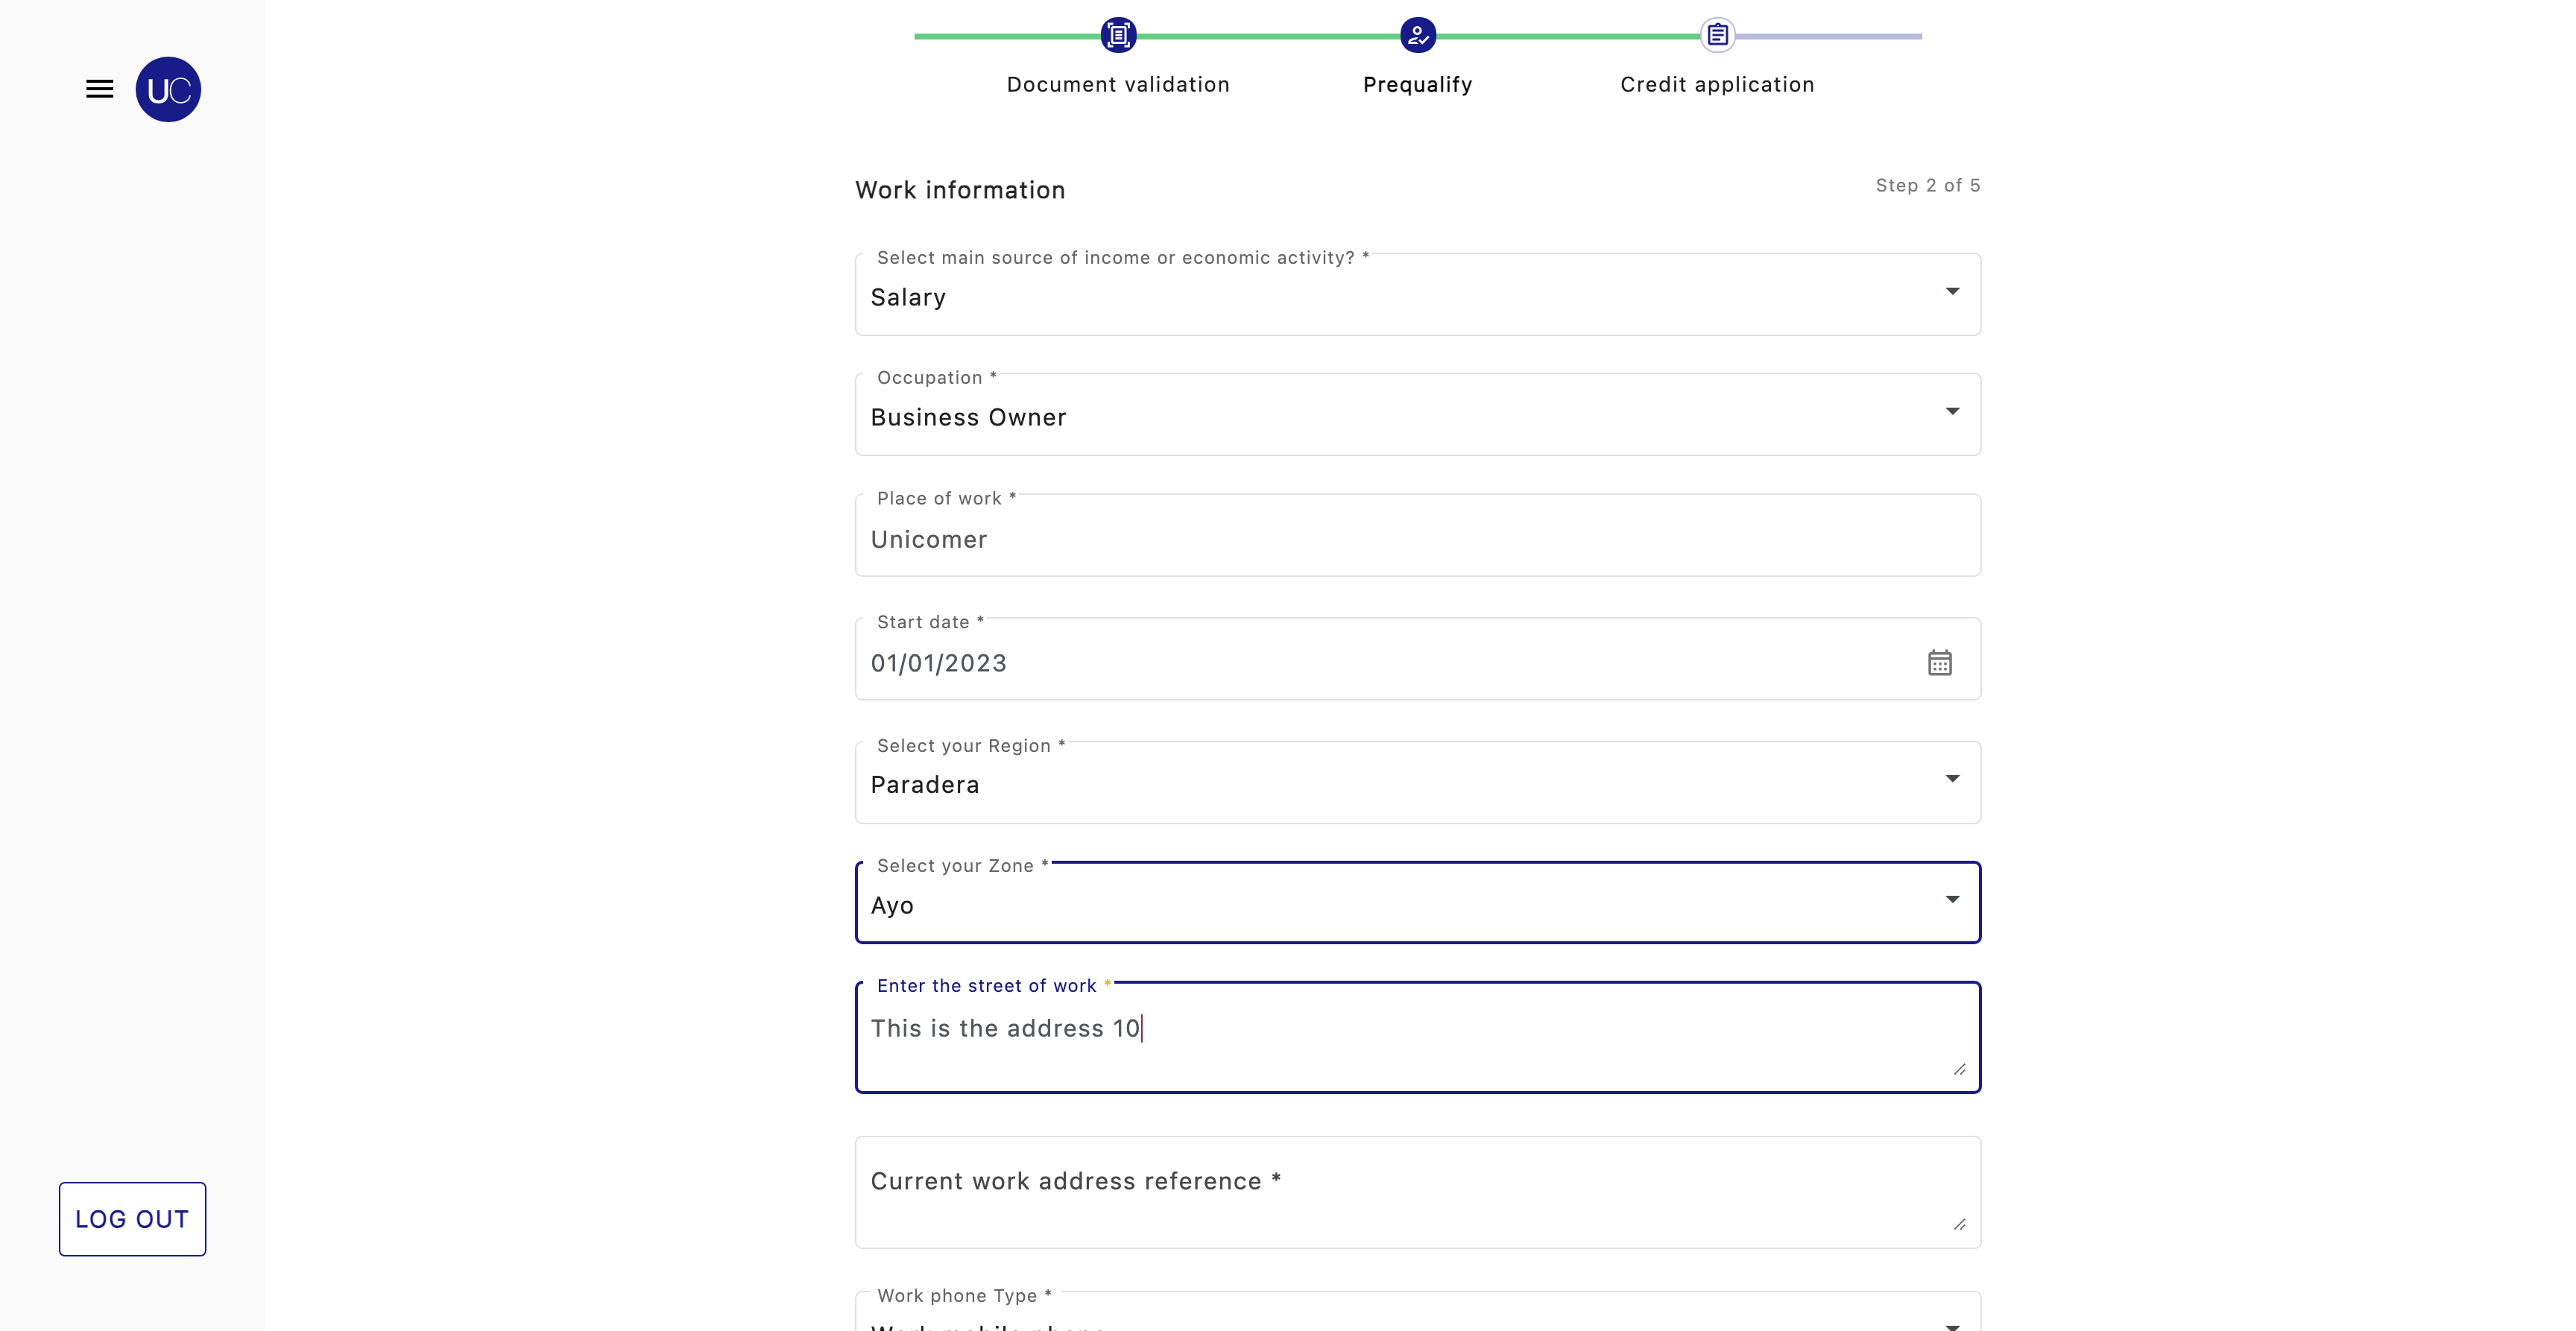 UC
Document validation
Prequalify
Credit application
Work information
Step 2 of 5
Select main source of income or economic activity? *
Salary
Occupation *
Business Owner
Place of work *
Unicomer
Start date *
01/01/2023
Select your Region *
Paradera
Select your Zone *
Ayo
Enter the street of work *
This is the address 10
Current work address reference *
LOG OUT
Work phone Type *
Work mobile phone